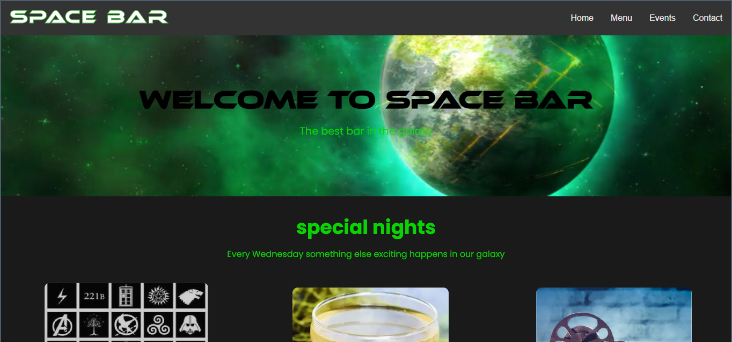 SPACE BAR
Home Menu Events Contact
WELCOME TO SPACE BAR
The best bar in the galaxy
special nights
Every Wednesday something else exciting happens in our galaxy
221B